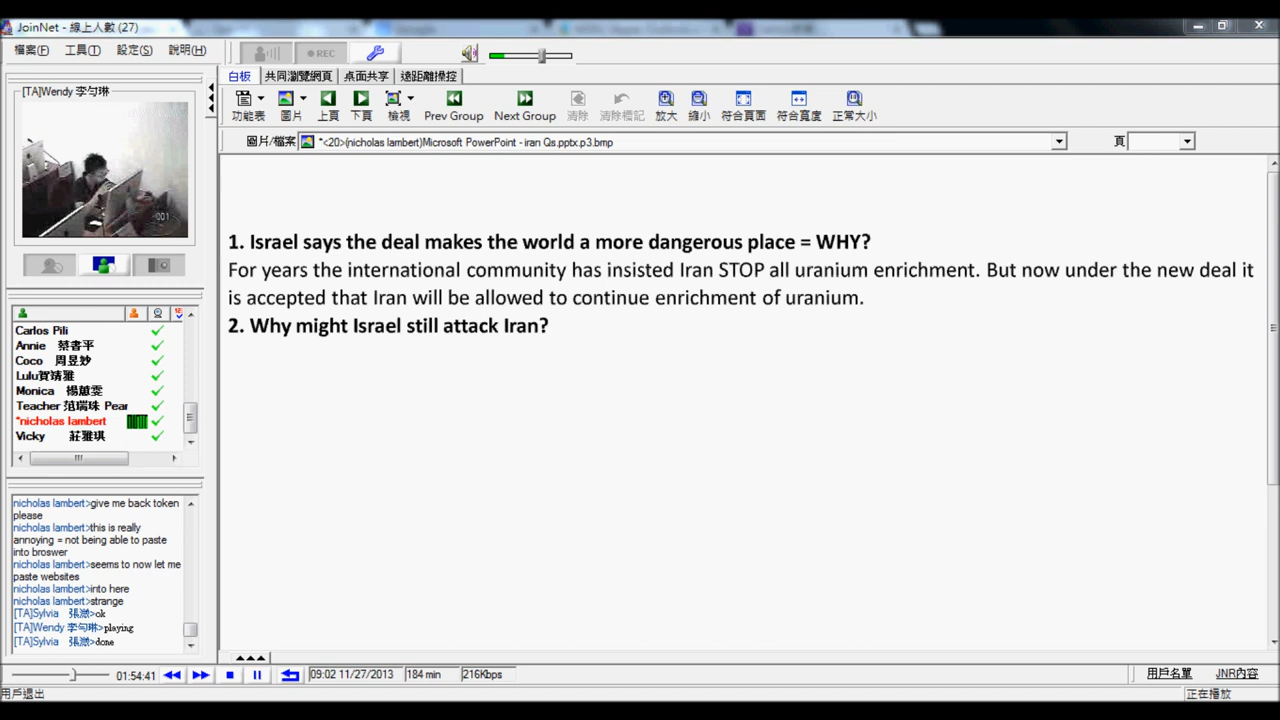 JoinNet - 線上人數 (27)
檔案(F) 工具(T) 設定(S) 說明(H)
REC
[TA]Wendy 李勻琳
001
白板 共同瀏覽網頁 桌面共享 遠距離操控
功能表 圖片 上頁 下頁 檢視 Prev Group Next Group 清除 清除標記 放大 縮小 符合頁面 符合寬度 正常大小
圖片/檔案 *<20>(nicholas lambert)Microsoft PowerPoint - iran Qs.pptx.p3.bmp 頁
1. Israel says the deal makes the world a more dangerous place = WHY?
For years the international community has insisted Iran STOP all uranium enrichment. But now under the new deal it
is accepted that Iran will be allowed to continue enrichment of uranium.
2. Why might Israel still attack Iran?
Carlos Pili
Annie 蔡書平
Coco 周昱妙
Lulu賀靖雅
Monica 楊蕙雯
Teacher 范瑞珠 Pear
*nicholas lambert
Vicky 莊雅琪
nicholas lambert>give me back token
please
nicholas lambert>this is really
annoying = not being able to paste
into broswer
nicholas lambert>seems to now let me
paste websites
nicholas lambert>into here
nicholas lambert>strange
[TA]Sylvia >ok
[TA]Wendy 李勻琳>playing
[TA]Sylvia >done
01:54:41 09:02 11/27/2013 184 min 216Kbps 用戶名單 JNR內容
用戶退出 正在播放